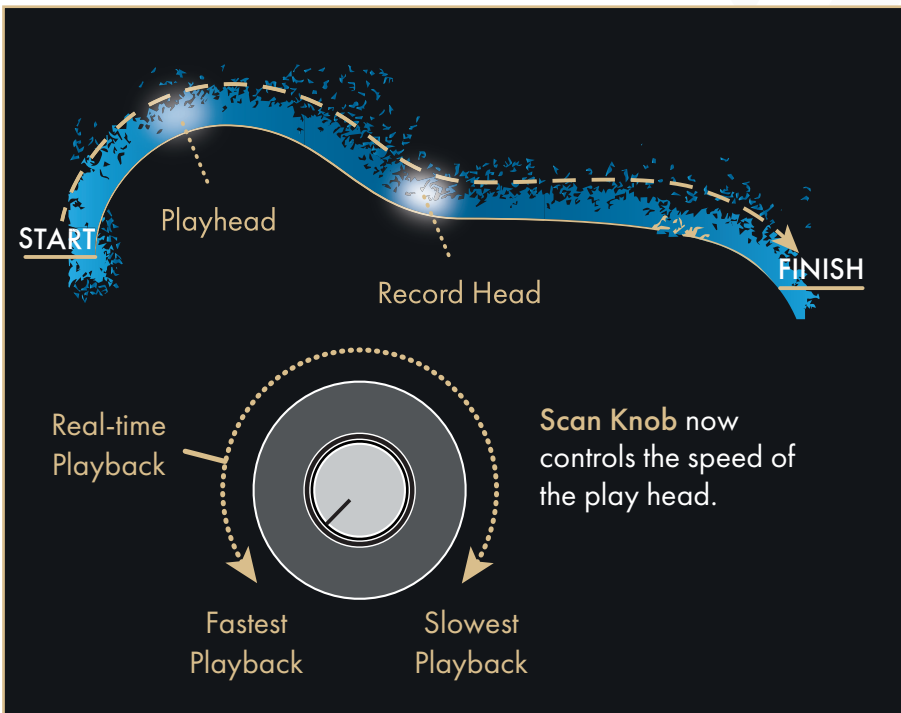 Playhead
START
FINISH
Record Head
Real-time
Playback
Scan Knob now
controls the speed of
the play head.
Fastest
Playback
Slowest
Playback